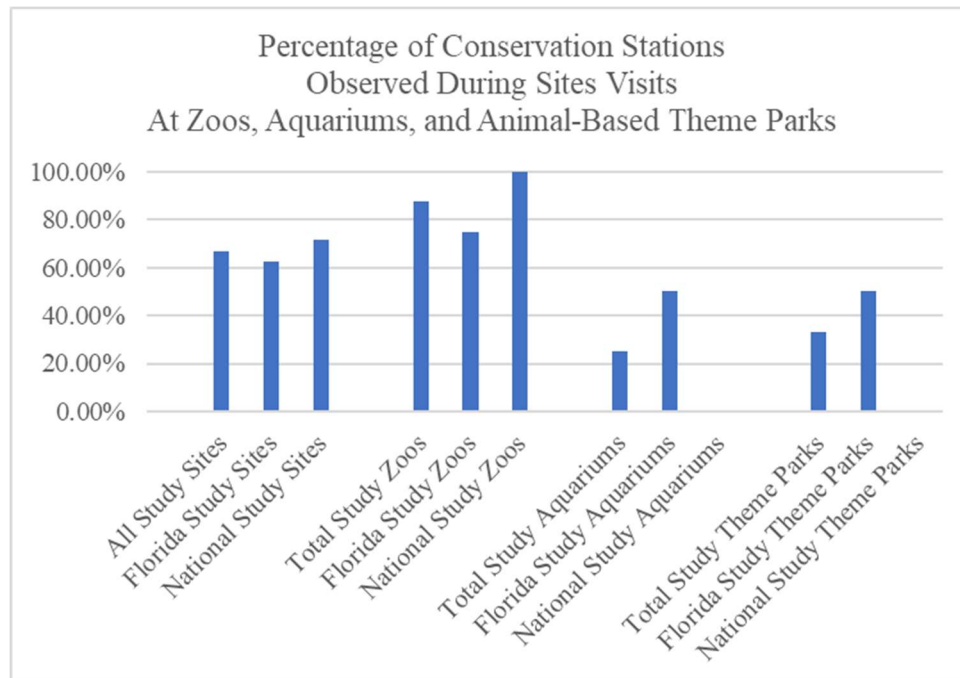 Percentage of Conservation Stations
Observed During Sites Visits
At Zoos, Aquariums, and Animal-Based Theme Parks
100.00%
80.00%
60.00%
40.00%
20.00%
0.00%
All Study Sites
Florida Study Sites
National Study Sites
Total Study Zoos
Florida Study Zoos
National Study Zoos
Total Study Aquariums
Florida Study Aquariums
National Study Aquariums
Total Study Theme Parks
Florida Study Theme Parks
National Study Theme Parks